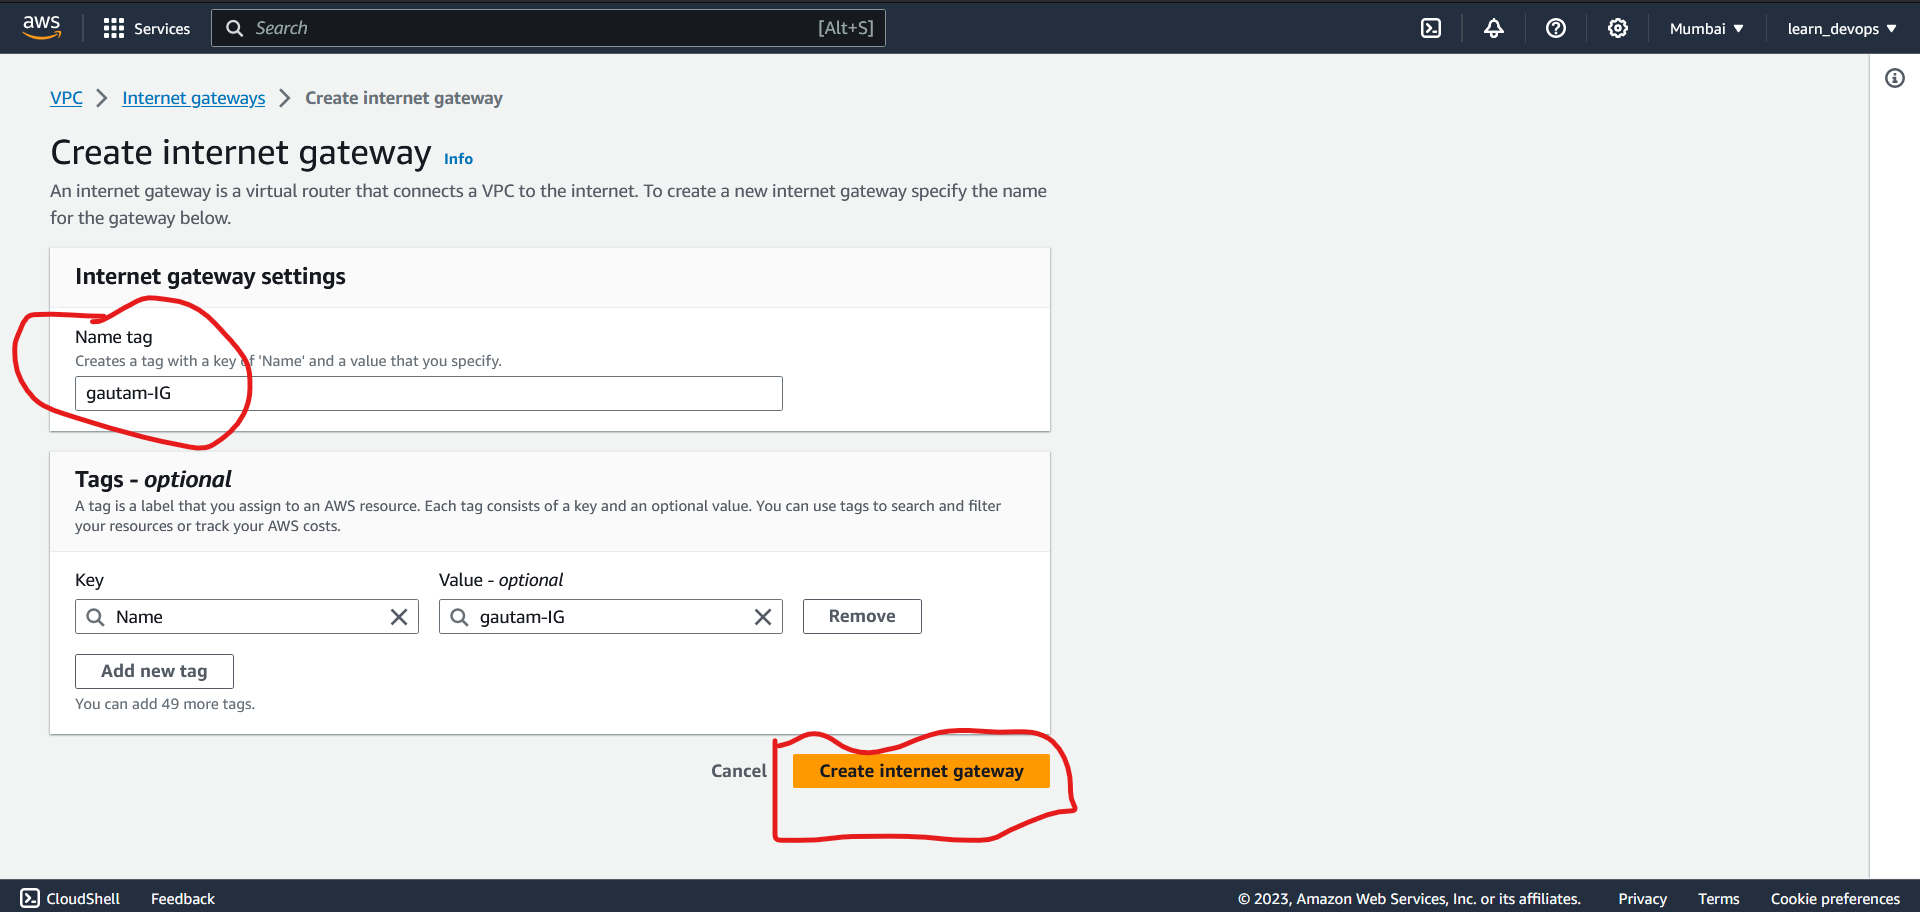 aws
Services
Search
[Alt+S]
Mumbai
learn_devops
VPC
Internet gateways
Create internet gateway
Create internet gateway
Info
An internet gateway is a virtual router that connects a VPC to the internet. To create a new internet gateway specify the name
for the gateway below.
Internet gateway settings
Name tag
Creates a tag with a key of 'Name' and a value that you specify.
gautam-IG
Tags - optional
A tag is a label that you assign to an AWS resource. Each tag consists of a key and an optional value. You can use tags to search and filter
your resources or track your AWS costs.
Key
Value - optional
Name
gautam-IG
Remove
Add new tag
You can add 49 more tags.
Cancel
Create internet gateway
CloudShell
Feedback
© 2023, Amazon Web Services, Inc. or its affiliates.
Privacy
Terms
Cookie preferences